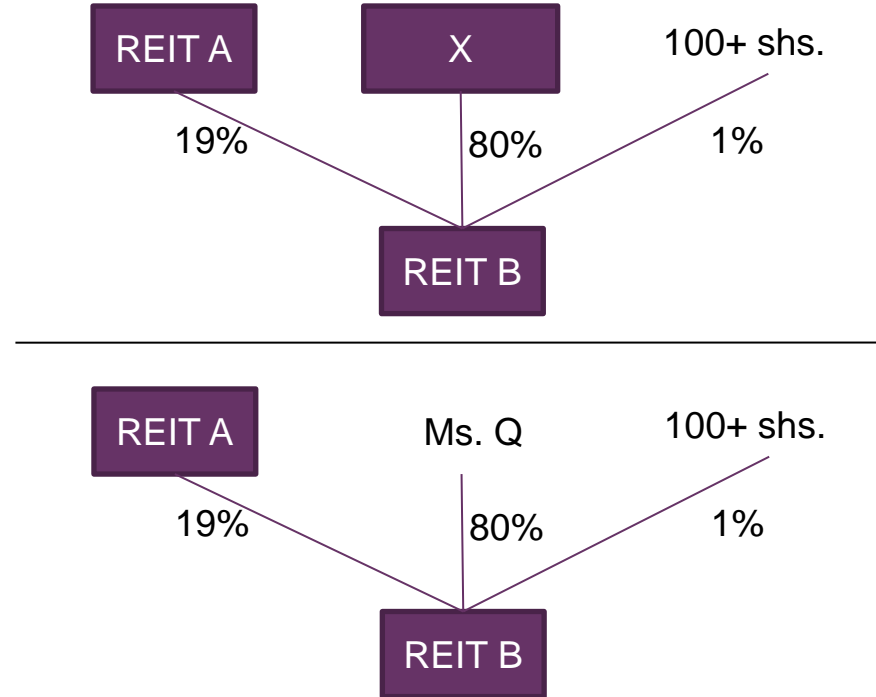 REIT A
X
100+ shs.
19%
80%
1%
REIT B
REIT A
Ms. Q
100+ shs.
19%
80%
1%
REIT B